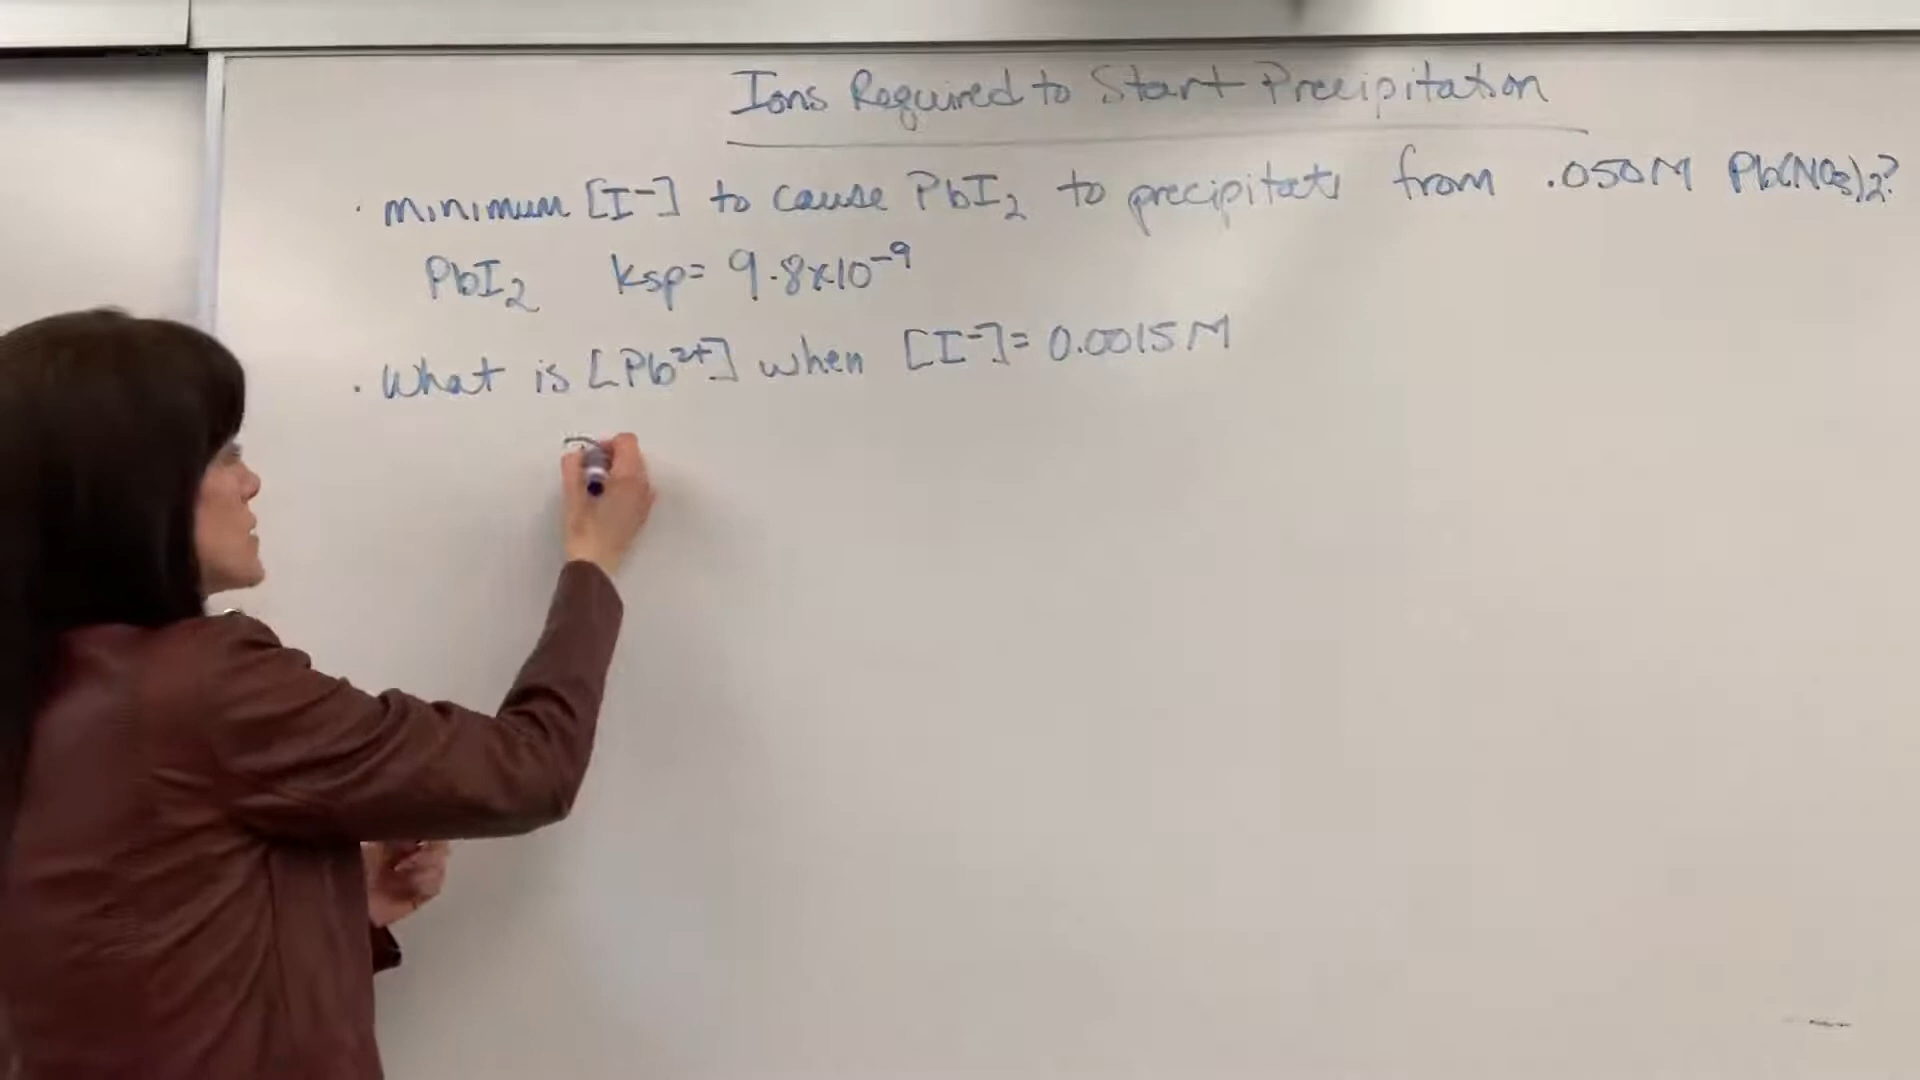 Ions Required to Start Precipitation
· minimum [I⁻] to cause PbI₂ to precipitate from .050M Pb(NO₃)₂?
PbI₂ ksp= 9.8x10⁻⁹
· What is [Pb²⁺] when [I⁻]= 0.0015 M